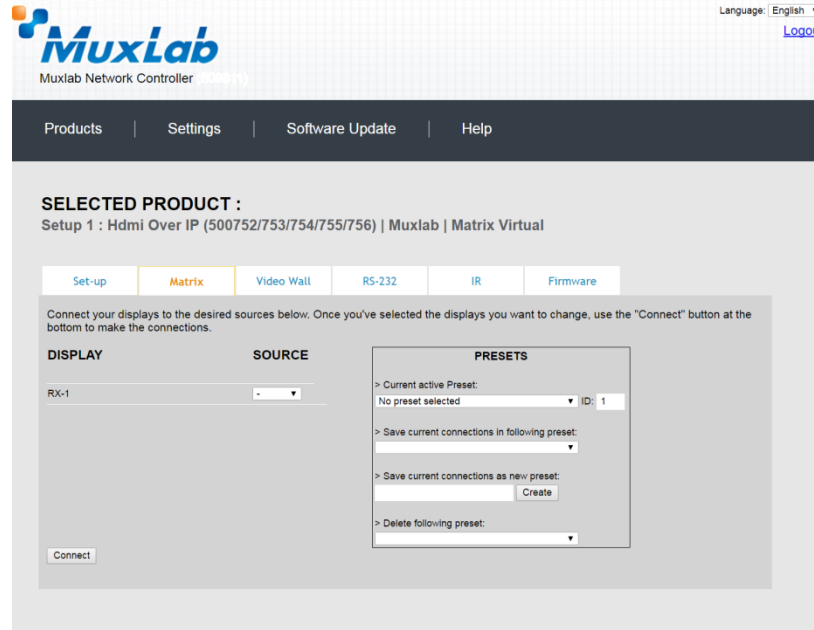 Language: English
Logou
MuxLab
Muxlab Network Controller
Products | Settings | Software Update | Help
SELECTED PRODUCT :
Setup 1 : Hdmi Over IP (500752/753/754/755/756) | Muxlab | Matrix Virtual
Set-up Matrix Video Wall RS-232 IR Firmware
Connect your displays to the desired sources below. Once you've selected the displays you want to change, use the "Connect" button at the
bottom to make the connections.
DISPLAY SOURCE PRESETS
> Current active Preset:
RX-1 - No preset selected ID: 1
> Save current connections in following preset:
> Save current connections as new preset:
Create
> Delete following preset:
Connect